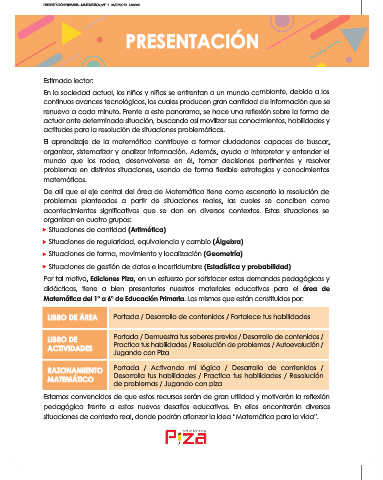 PRESENTACIÓN
Estimado lector:
En la sociedad actual, los niños y niñas se enfrentan a un mundo cambiante, debido a los
continuos avances tecnológicos, los cuales producen gran cantidad de información que se
renueva a cada minuto. Frente a este panorama, se hace una reflexión sobre la forma de
actuar ante determinada situación, buscando así movilizar sus conocimientos, habilidades y
actitudes para la resolución de situaciones problemáticas.
El aprendizaje de la matemática contribuye a formar ciudadanos capaces de buscar,
organizar, sistematizar y analizar información. Además, ayuda a interpretar y entender el
mundo que los rodea, desenvolverse en él, tomar decisiones pertinentes y resolver
problemas en distintas situaciones, usando de forma flexible estrategias y conocimientos
matemáticos.
De allí que el eje central del área de Matemática tiene como escenario la resolución de
problemas planteados a partir de situaciones reales, las cuales se conciben como
acontecimientos significativos que se dan en diversos contextos. Estas situaciones se
organizan en cuatro grupos:
Situaciones de cantidad (Aritmética)
Situaciones de regularidad, equivalencia y cambio (Álgebra)
Situaciones de forma, movimiento y localización (Geometría)
Situaciones de gestión de datos e incertidumbre (Estadística y probabilidad)
Por tal motivo, Ediciones Piza, en un esfuerzo por satisfacer estas demandas pedagógicas y
didácticas, tiene a bien presentarles nuestros materiales educativos para el área de
Matemática del 1° a 6° de Educación Primaria. Los mismos que están constituidos por:
LIBRO DE ÁREA
Portada / Desarrollo de contenidos / Fortalece tus habilidades
LIBRO DE
ACTIVIDADES
Portada / Demuestra tus saberes previos / Desarrollo de contenidos /
Practica tus habilidades / Resolución de problemas / Autoevaluación /
Jugando con Piza
RAZONAMIENTO
MATEMÁTICO
Portada / Activando mi lógica / Desarrollo de contenidos /
Desarrolla tus habilidades / Practica tus habilidades / Resolución
de problemas / Jugando con piza
Estamos convencidos de que estos recursos serán de gran utilidad y motivarán la reflexión
pedagógica frente a estos nuevos desafíos educativos. En ellos encontrarán diversas
situaciones de contexto real, donde podrán afianzar la idea “Matemática para la vida”.
Piza